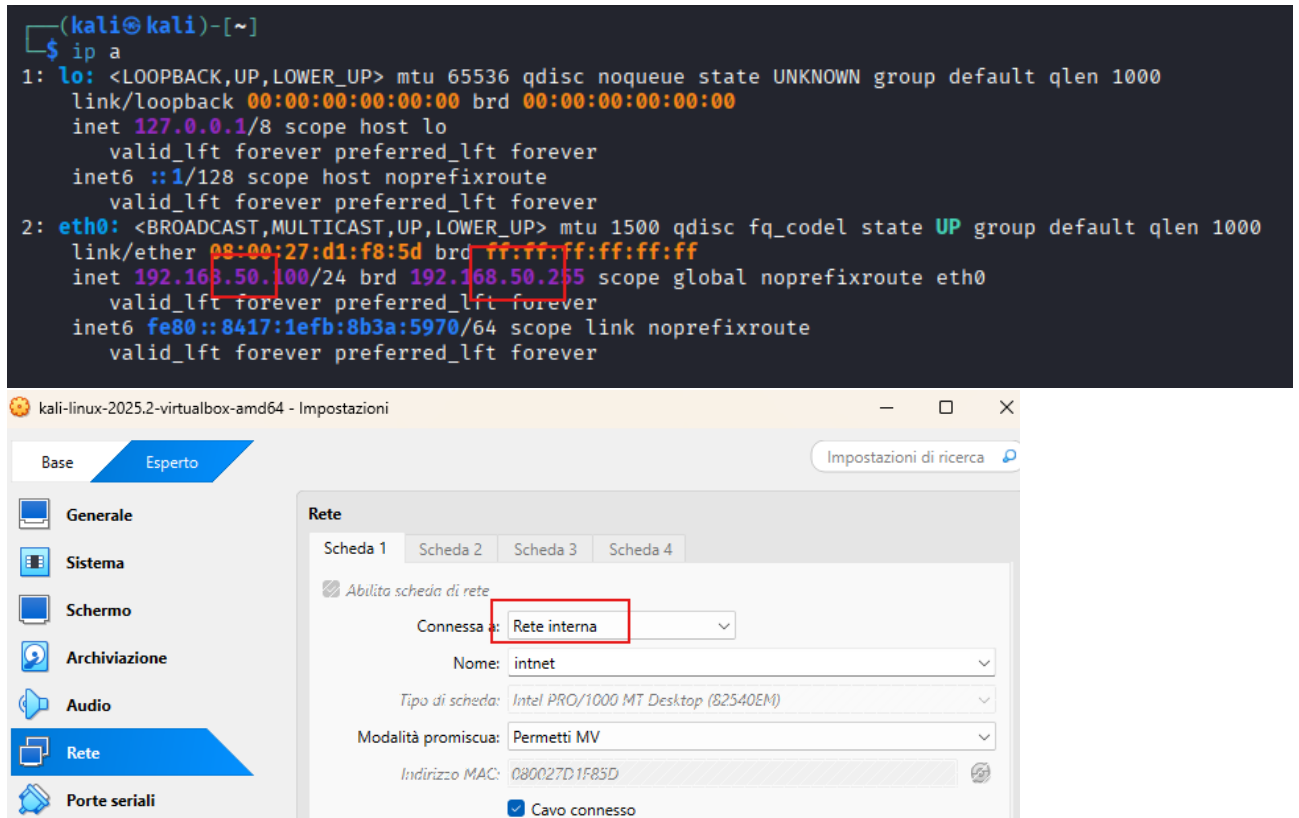 (kali㉿kali)-[~]
$ ip a
1: lo: <LOOPBACK,UP,LOWER_UP> mtu 65536 qdisc noqueue state UNKNOWN group default qlen 1000
link/loopback 00:00:00:00:00:00 brd 00:00:00:00:00:00
inet 127.0.0.1/8 scope host lo
valid_lft forever preferred_lft forever
inet6 ::1/128 scope host noprefixroute
valid_lft forever preferred_lft forever
2: eth0: <BROADCAST,MULTICAST,UP,LOWER_UP> mtu 1500 qdisc fq_codel state UP group default qlen 1000
link/ether 08:00:27:d1:f8:5d brd ff:ff:ff:ff:ff:ff
inet 192.168.50.100/24 brd 192.168.50.255 scope global noprefixroute eth0
valid_lft forever preferred_lft forever
inet6 fe80::8417:1efb:8b3a:5970/64 scope link noprefixroute
valid_lft forever preferred_lft forever
kali-linux-2025.2-virtualbox-amd64 - Impostazioni
Base Esperto Impostazioni di ricerca
Generale
Sistema
Schermo
Archiviazione
Audio
Rete
Porte seriali
Rete
Scheda 1 Scheda 2 Scheda 3 Scheda 4
Abilita scheda di rete
Connessa a: Rete interna
Nome: intnet
Tipo di scheda: Intel PRO/1000 MT Desktop (82540EM)
Modalità promiscua: Permetti MV
Indirizzo MAC: 080027D1F85D
Cavo connesso